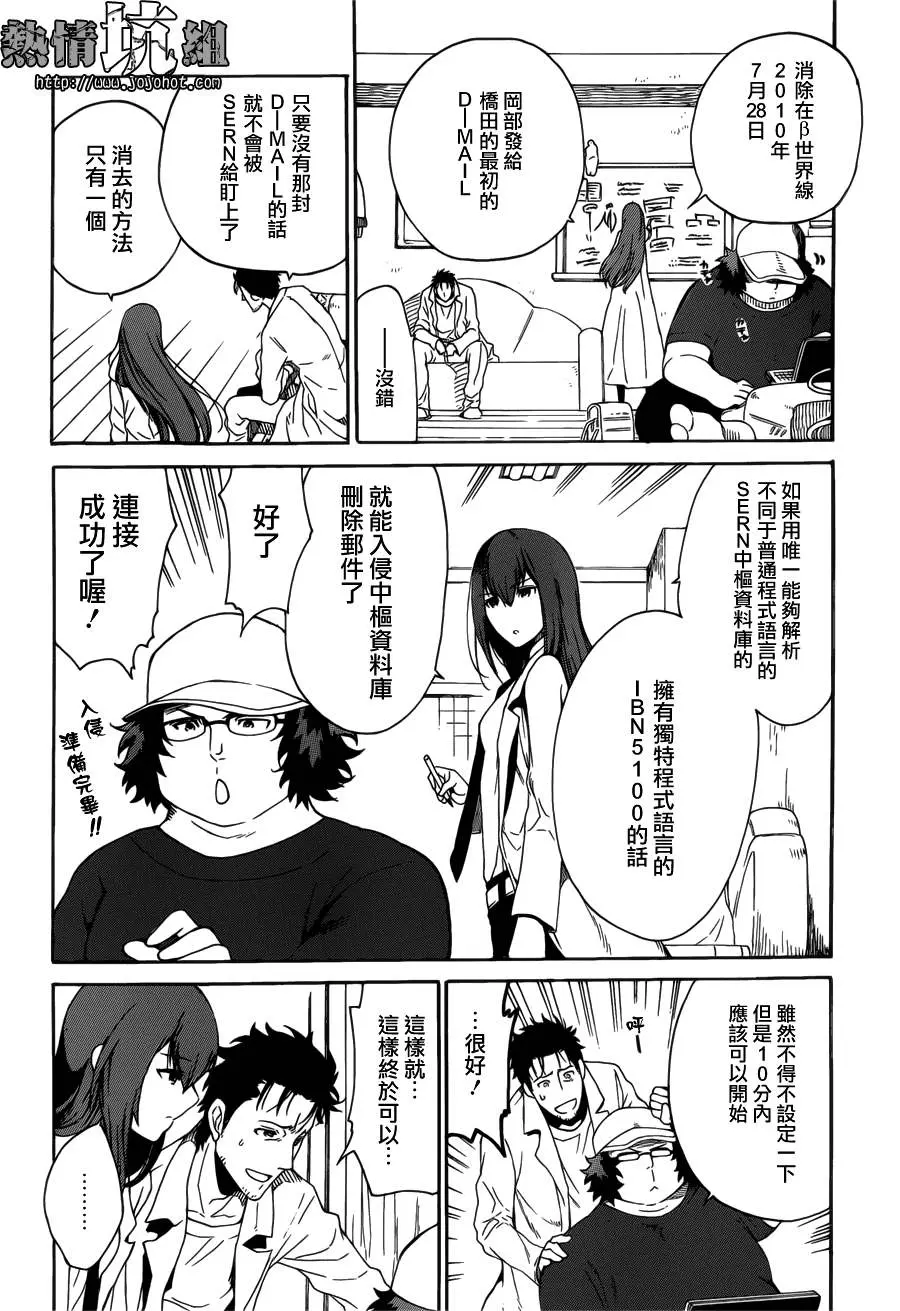 熱情坑組
http://www.jojohot.com
消除在β世界線
2010年
7月28日
岡部發給
橋田的最初的
D-MAIL
——沒錯
只要沒有那封
D-MAIL的話
就不會被
SERN給盯上了
消去的方法
只有一個
如果用唯一能夠解析
不同于普通程式語言的
SERN中樞資料庫的
擁有獨特程式語言的
IBN5100的話
就能入侵中樞資料庫
刪除郵件了
好了
連接
成功了喔！
入侵
準備完畢！！
雖然不得不設定一下
但是10分內
應該可以開始
呼—
…很好！
這樣就…
這樣終於可以…
………